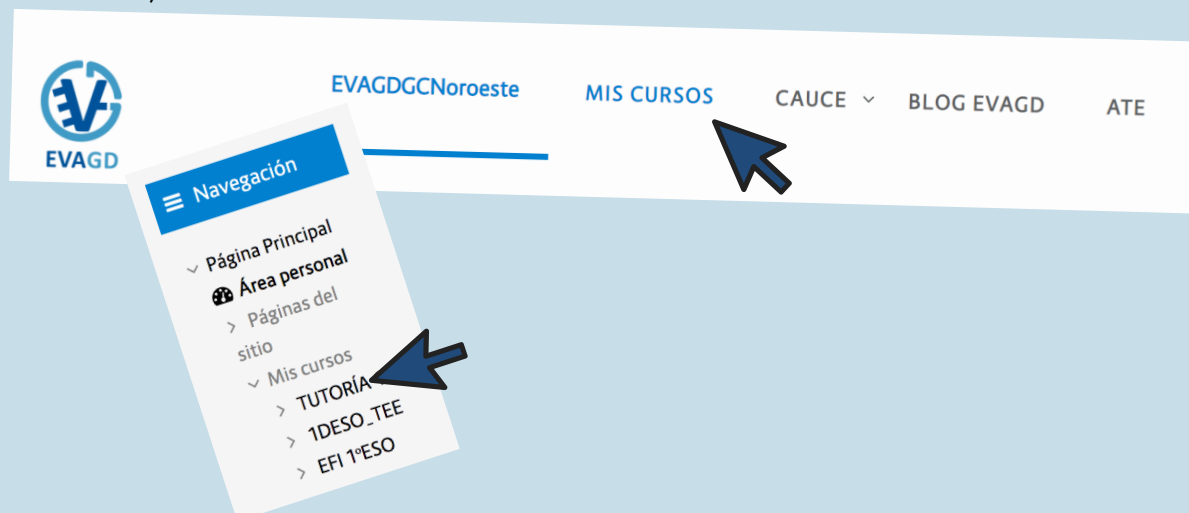 EVAGD
EVAGDGCNoroeste
MIS CURSOS
CAUCE
BLOG EVAGD
ATE
Navegación
Página Principal
Área personal
Páginas del
sitio
Mis cursos
TUTORÍA
1DESO_TEE
EFI 1ºESO